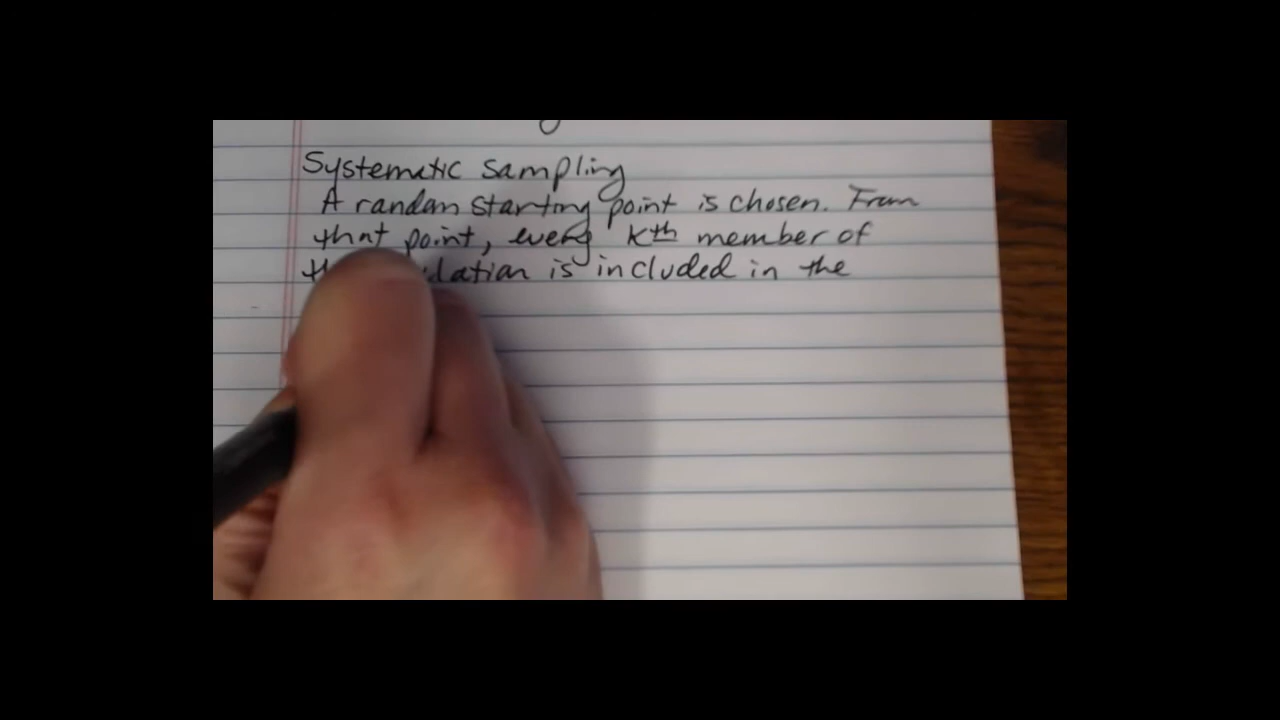 Systematic sampling
A random starting point is chosen. From
that point, every kth member of
is included in the